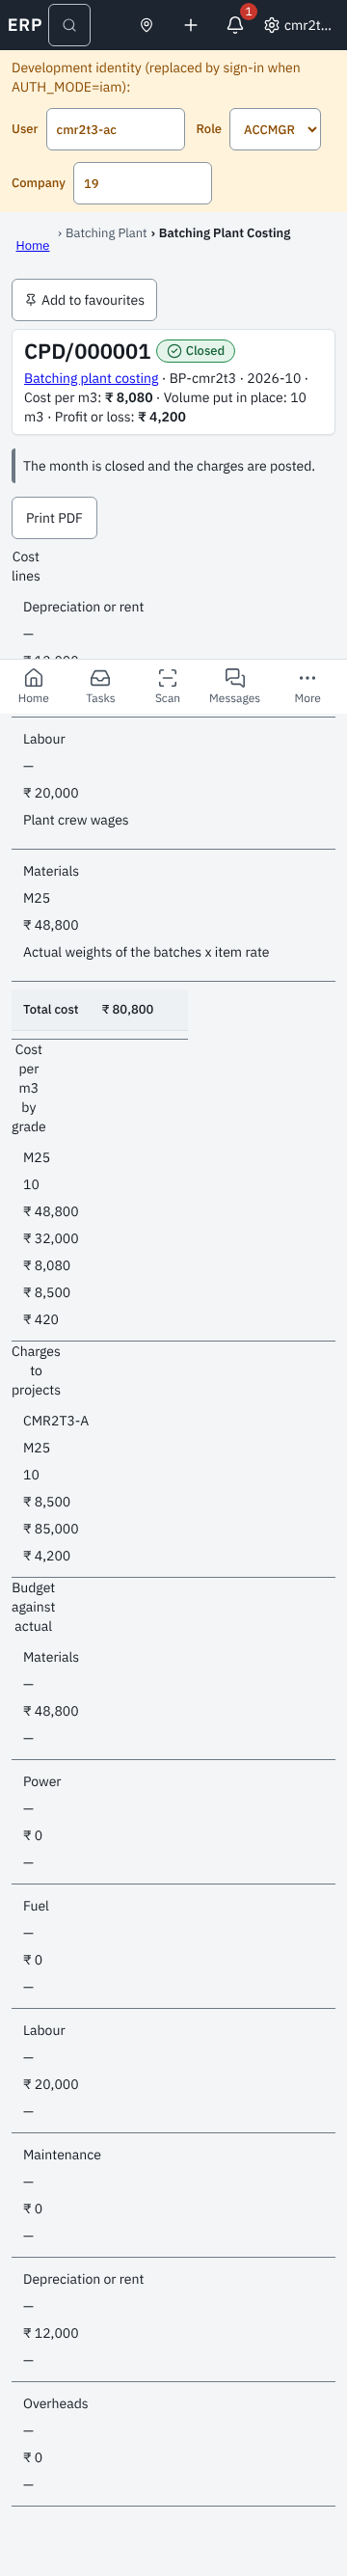 ERP
1
cmr2t...
Development identity (replaced by sign-in when
AUTH_MODE=iam):
User cmr2t3-ac Role ACCMGR
Company 19
Home › Batching Plant › Batching Plant Costing
Add to favourites
CPD/000001 Closed
Batching plant costing · BP-cmr2t3 · 2026-10 ·
Cost per m3: ₹ 8,080 · Volume put in place: 10
m3 · Profit or loss: ₹ 4,200
The month is closed and the charges are posted.
Print PDF
Cost
lines
Depreciation or rent
—
₹ 12,000
Home Tasks Scan Messages More
Labour
—
₹ 20,000
Plant crew wages
Materials
M25
₹ 48,800
Actual weights of the batches x item rate
Total cost ₹ 80,800
Cost
per
m3
by
grade
M25
10
₹ 48,800
₹ 32,000
₹ 8,080
₹ 8,500
₹ 420
Charges
to
projects
CMR2T3-A
M25
10
₹ 8,500
₹ 85,000
₹ 4,200
Budget
against
actual
Materials
—
₹ 48,800
—
Power
—
₹ 0
—
Fuel
—
₹ 0
—
Labour
—
₹ 20,000
—
Maintenance
—
₹ 0
—
Depreciation or rent
—
₹ 12,000
—
Overheads
—
₹ 0
—